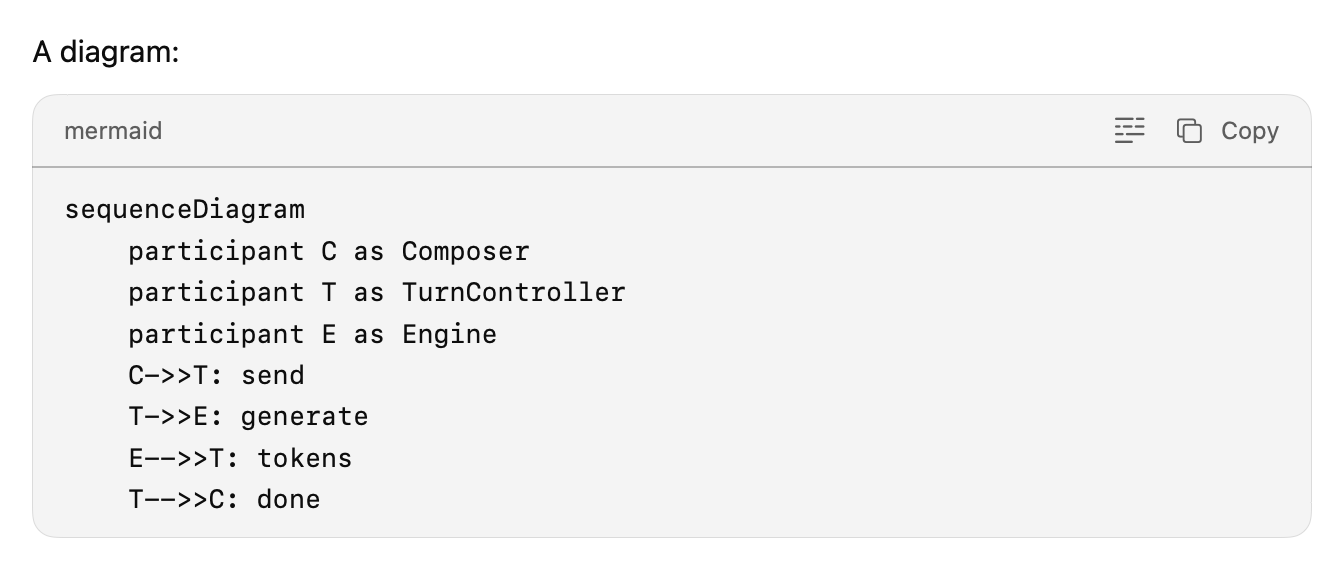 A diagram:
mermaid
Copy
sequenceDiagram
    participant C as Composer
    participant T as TurnController
    participant E as Engine
    C->>T: send
    T->>E: generate
    E-->>T: tokens
    T-->>C: done